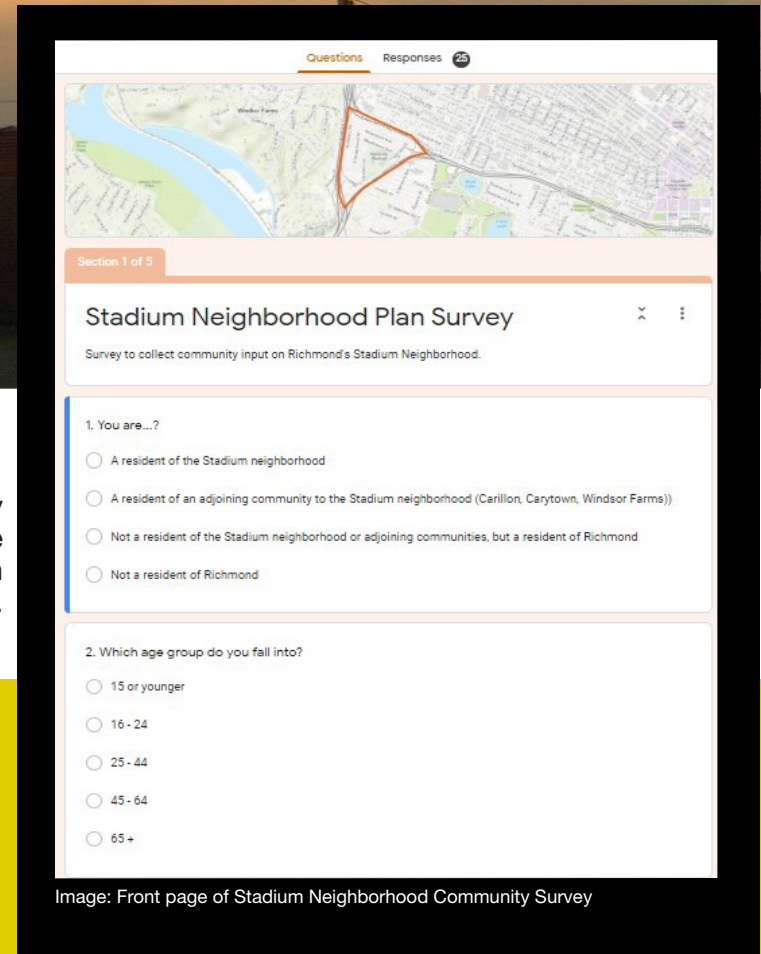 Questions Responses 25
Windsor Farms
Section 1 of 5
Stadium Neighborhood Plan Survey
Survey to collect community input on Richmond's Stadium Neighborhood.
1. You are...?
A resident of the Stadium neighborhood
A resident of an adjoining community to the Stadium neighborhood (Carillon, Carytown, Windsor Farms))
Not a resident of the Stadium neighborhood or adjoining communities, but a resident of Richmond
Not a resident of Richmond
2. Which age group do you fall into?
15 or younger
16 - 24
25 - 44
45 - 64
65 +
Image: Front page of Stadium Neighborhood Community Survey